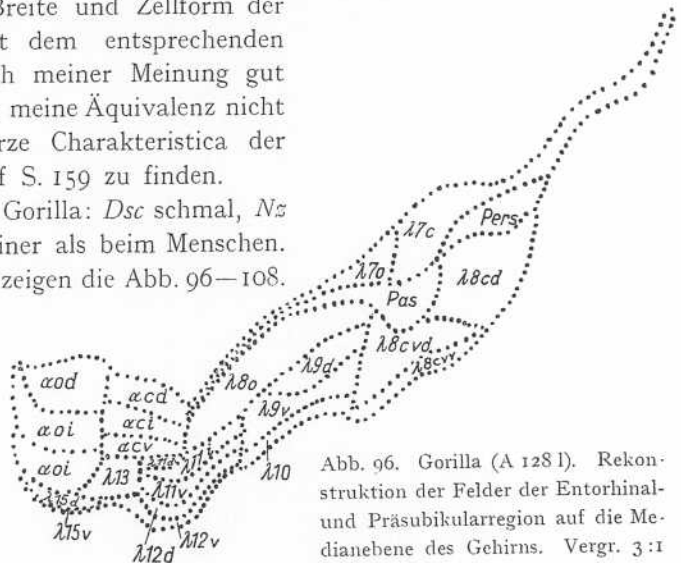 Breite und Zellform der
t dem entsprechenden
h meiner Meinung gut
meine Äquivalenz nicht
rze Charakteristica der
f S. 159 zu finden.
Gorilla: Dsc schmal, Nz
iner als beim Menschen.
zeigen die Abb. 96—108.
Pers
λ7c
λ7o
λ8cd
Pas
λ8cvd
λ8cvv
λ9d
λ8o
λ9v
αod
αcd
αoi
αci
αcv
αoi
λ13
λ11d
λ11
λ10
λ11v
λ15d
λ15v
λ12v
λ12d
Abb. 96. Gorilla (A 128 l). Rekon-
struktion der Felder der Entorhinal-
und Präsubikularregion auf die Me-
dianebene des Gehirns. Vergr. 3:1